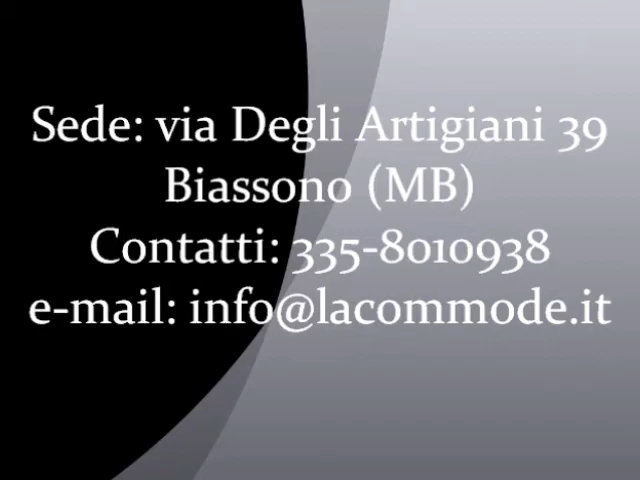 Sede: via Degli Artigiani 39
Biassono (MB)
Contatti: 335-8010938
e-mail: info@lacommode.it